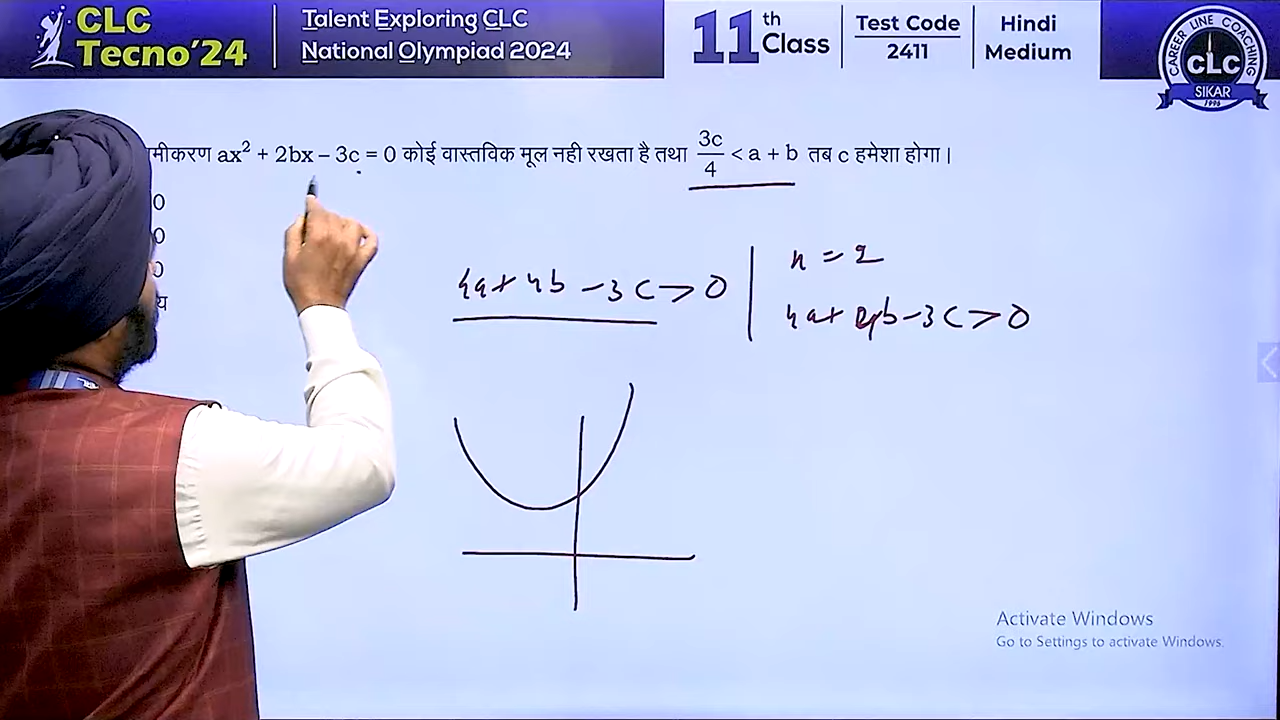 CLC
Tecno'24
Talent Exploring CLC
National Olympiad 2024
11th Class
Test Code
2411
Hindi
Medium
CAREER LINE COACHING
CLC
SIKAR
1996
मीकरण ax² + 2bx – 3c = 0 कोई वास्तविक मूल नही रखता है तथा 3c/4 < a + b तब c हमेशा होगा।
0
0
0
य
4a + 4b - 3c > 0
x = 2
4a + 4b - 3c > 0
Activate Windows
Go to Settings to activate Windows.